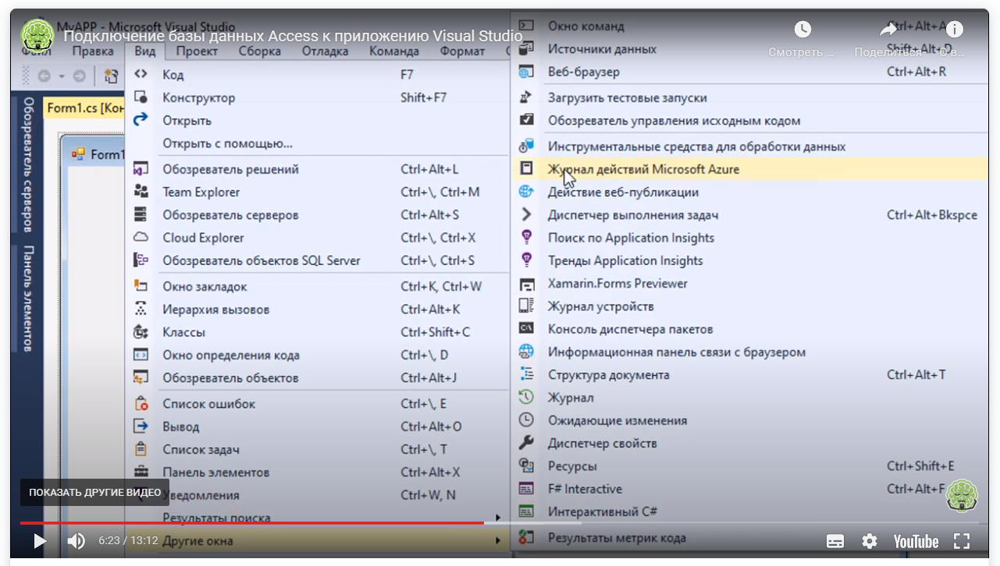 MyAPP - Microsoft Visual Studio
Подключение базы данных Access к приложению Visual Studio
Смотреть ...
Поделиться
Файл Правка Вид Проект Сборка Отладка Команда Формат
Обозреватель серверов
Панель элементов
Form1.cs [Кон
Form1
Код F7
Конструктор Shift+F7
Открыть
Открыть с помощью...
Обозреватель решений Ctrl+Alt+L
Team Explorer Ctrl+\, Ctrl+M
Обозреватель серверов Ctrl+Alt+S
Cloud Explorer Ctrl+\, Ctrl+X
Обозреватель объектов SQL Server Ctrl+\, Ctrl+S
Окно закладок Ctrl+K, Ctrl+W
Иерархия вызовов Ctrl+Alt+K
Классы Ctrl+Shift+C
Окно определения кода Ctrl+\, D
Обозреватель объектов Ctrl+Alt+J
Список ошибок Ctrl+\, E
Вывод Ctrl+Alt+O
Список задач Ctrl+\, T
Панель элементов Ctrl+Alt+X
Уведомления Ctrl+W, N
Результаты поиска
Другие окна
Окно команд Ctrl+Alt+A
Источники данных Shift+Alt+D
Веб-браузер Ctrl+Alt+R
Загрузить тестовые запуски
Обозреватель управления исходным кодом
Инструментальные средства для обработки данных
Журнал действий Microsoft Azure
Действие веб-публикации
Диспетчер выполнения задач Ctrl+Alt+Bkspce
Поиск по Application Insights
Тренды Application Insights
Xamarin.Forms Previewer
Журнал устройств
Консоль диспетчера пакетов
Информационная панель связи с браузером
Структура документа Ctrl+Alt+T
Журнал
Ожидающие изменения
Диспетчер свойств
Ресурсы Ctrl+Shift+E
F# Interactive Ctrl+Alt+F
Интерактивный C#
Результаты метрик кода
ПОКАЗАТЬ ДРУГИЕ ВИДЕО
6:23 / 13:12
YouTube